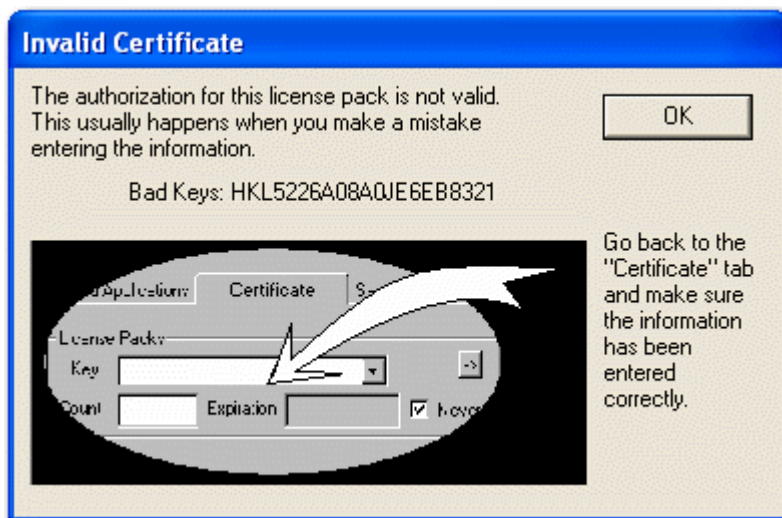 Invalid Certificate
The authorization for this license pack is not valid.
This usually happens when you make a mistake
entering the information.
OK
Bad Keys: HKL5226A08A0JE6EB8321
Go back to the
"Certificate" tab
and make sure
the information
has been
entered
correctly.
Certificate
Key
Count Expiration